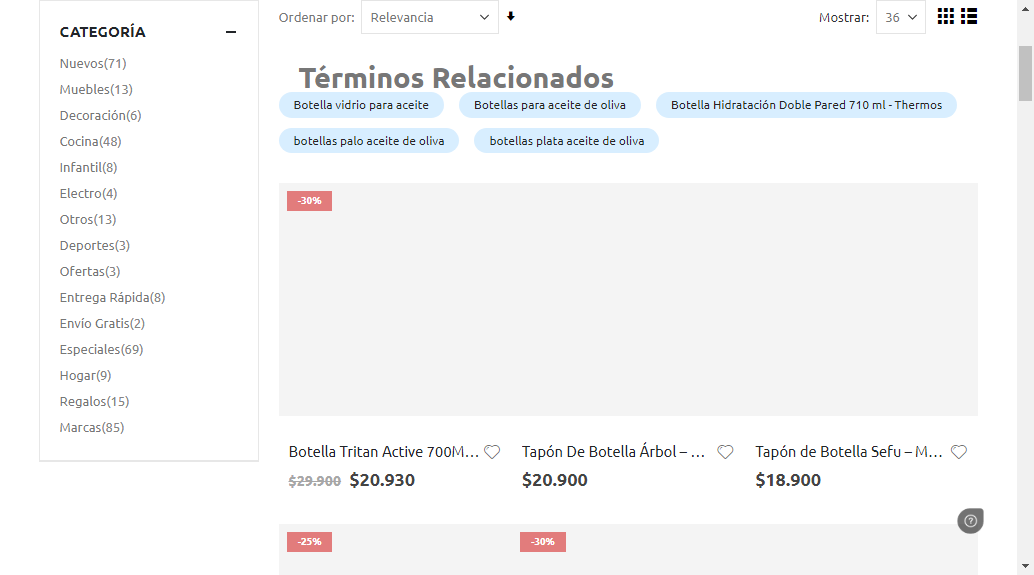 CATEGORÍA
Nuevos(71)
Muebles(13)
Decoración(6)
Cocina(48)
Infantil(8)
Electro(4)
Otros(13)
Deportes(3)
Ofertas(3)
Entrega Rápida(8)
Envío Gratis(2)
Especiales(69)
Hogar(9)
Regalos(15)
Marcas(85)
Ordenar por: Relevancia
Mostrar: 36
Términos Relacionados
Botella vidrio para aceite Botellas para aceite de oliva Botella Hidratación Doble Pared 710 ml - Thermos
botellas palo aceite de oliva botellas plata aceite de oliva
-30%
Botella Tritan Active 700M... Tapón De Botella Árbol – ... Tapón de Botella Sefu – M...
$29.900 $20.930 $20.900 $18.900
-25% -30%